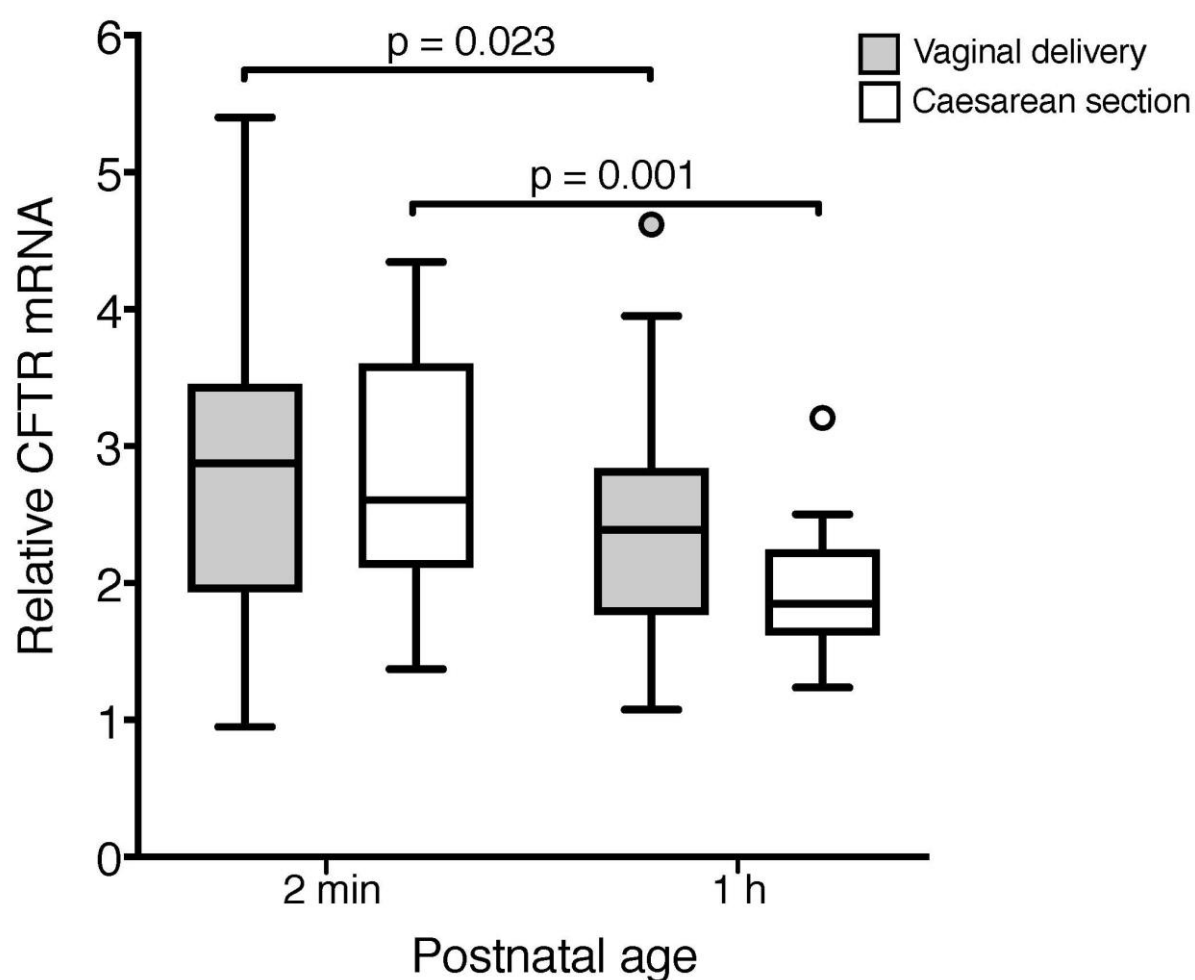 6
p = 0.023
Vaginal delivery
Caesarean section
5
p = 0.001
4
3
2
1
0
Relative CFTR mRNA
2 min
1 h
Postnatal age